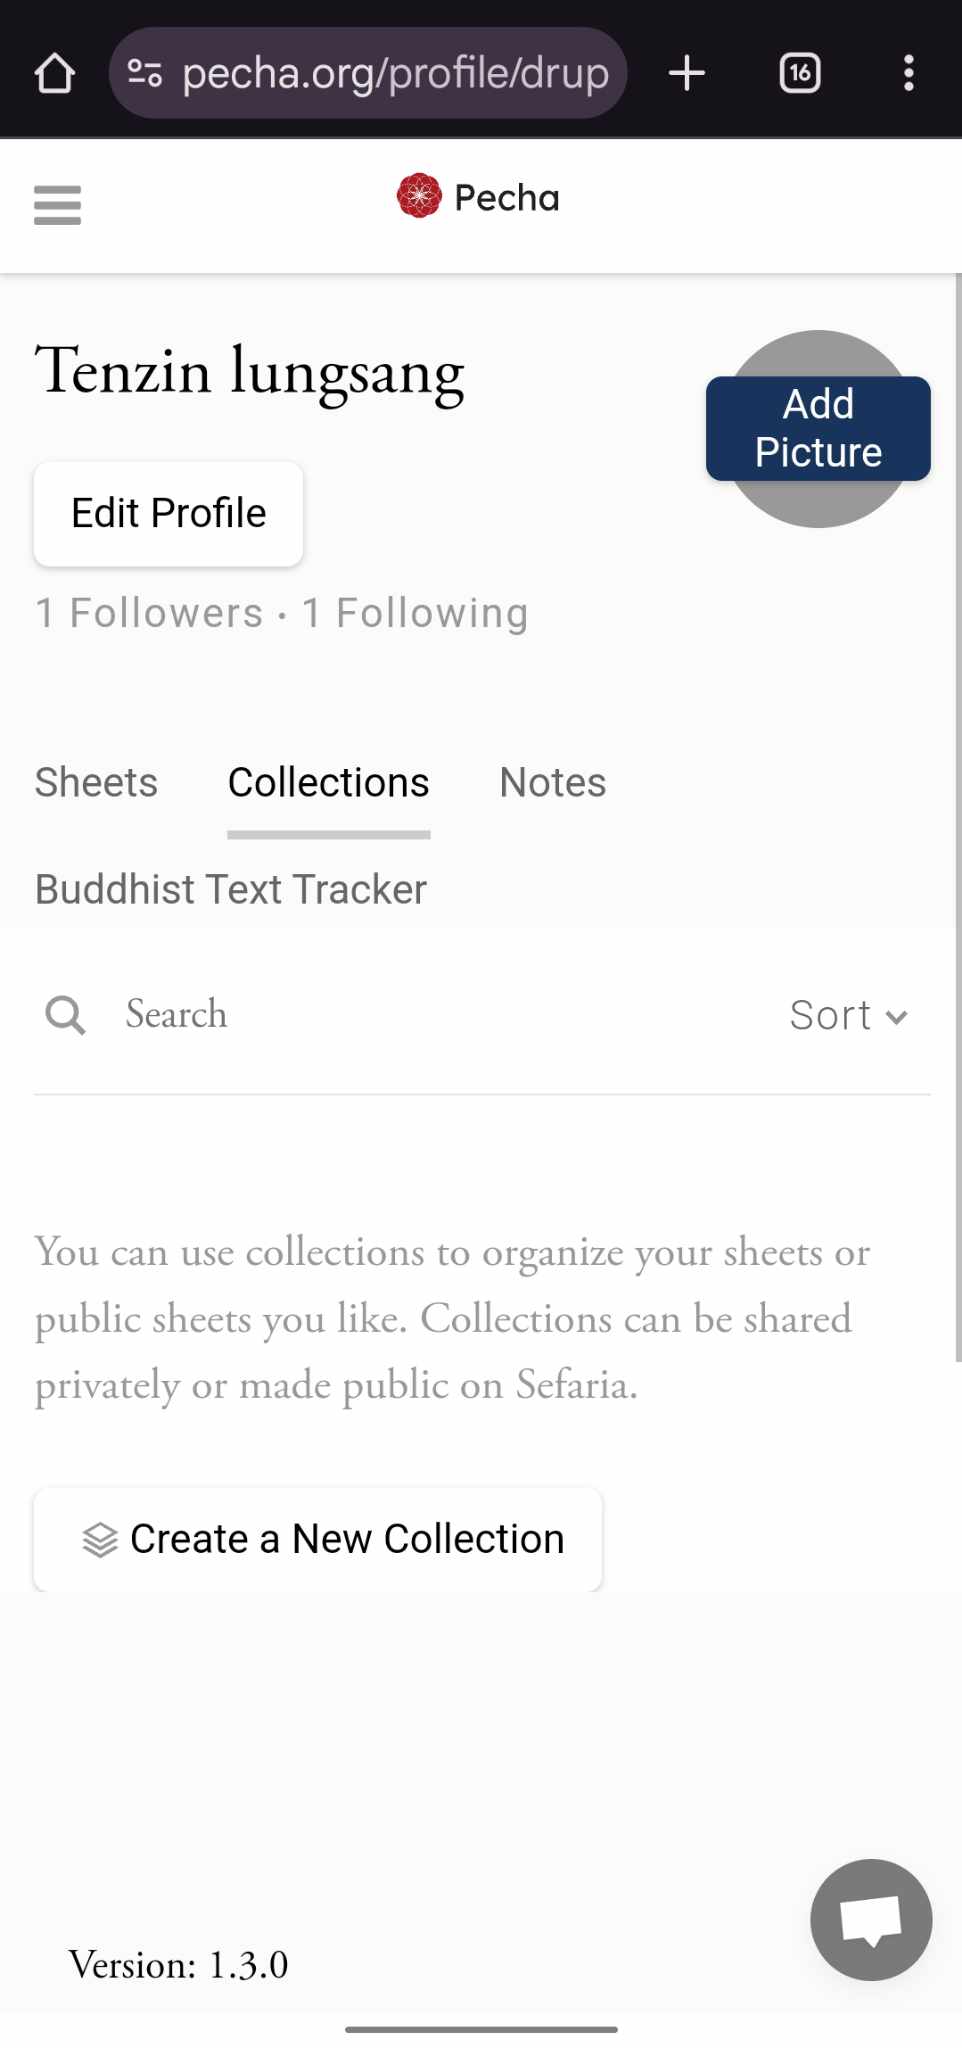 pecha.org/profile/drup
16
Pecha
Tenzin lungsang
Add
Picture
Edit Profile
1 Followers · 1 Following
Sheets Collections Notes
Buddhist Text Tracker
Search Sort
You can use collections to organize your sheets or
public sheets you like. Collections can be shared
privately or made public on Sefaria.
Create a New Collection
Version: 1.3.0